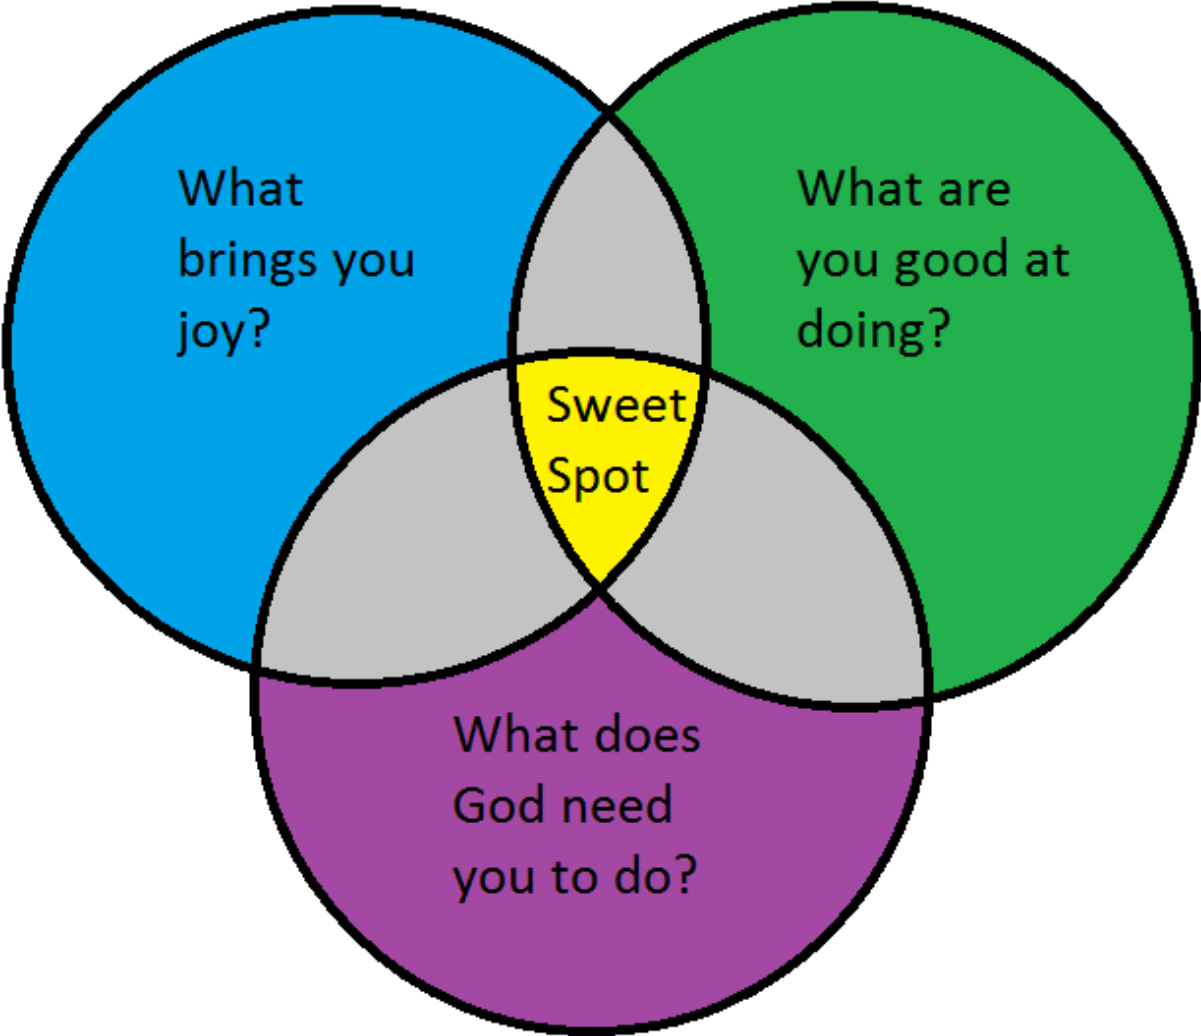 What
brings you
joy?
What are
you good at
doing?
Sweet
Spot
What does
God need
you to do?